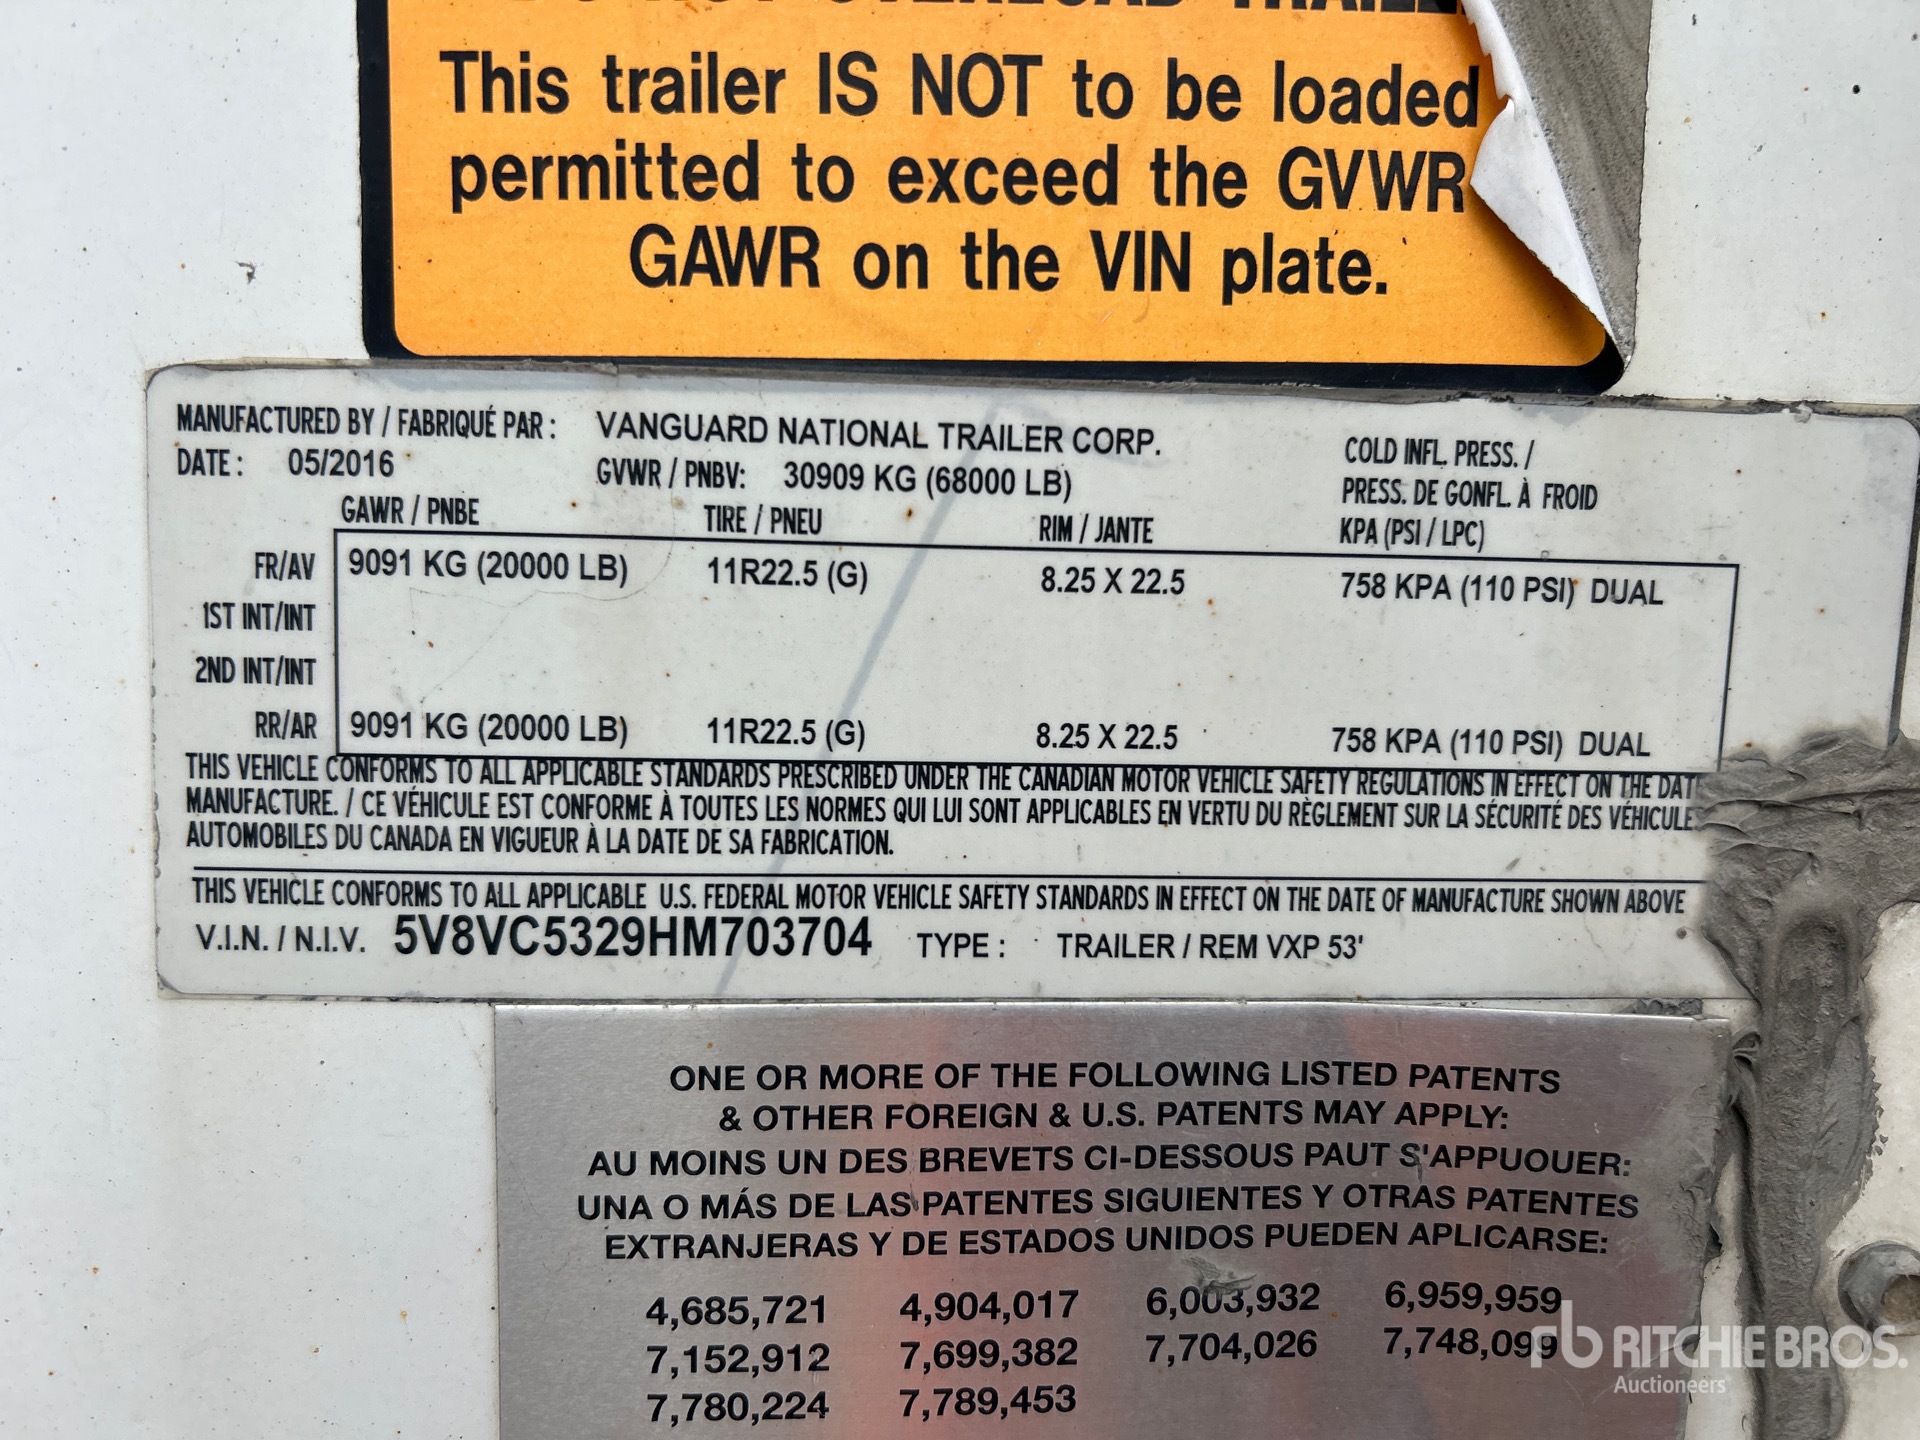 DO NOT OVERLOAD TRAILER
This trailer IS NOT to be loaded
permitted to exceed the GVWR
GAWR on the VIN plate.
MANUFACTURED BY / FABRIQUÉ PAR : VANGUARD NATIONAL TRAILER CORP.
DATE : 05/2016 GVWR / PNBV: 30909 KG (68000 LB)
COLD INFL. PRESS. /
PRESS. DE GONFL. À FROID
GAWR / PNBE TIRE / PNEU RIM / JANTE KPA (PSI / LPC)
FR/AV 9091 KG (20000 LB) 11R22.5 (G) 8.25 X 22.5 758 KPA (110 PSI) DUAL
1ST INT/INT
2ND INT/INT
RR/AR 9091 KG (20000 LB) 11R22.5 (G) 8.25 X 22.5 758 KPA (110 PSI) DUAL
THIS VEHICLE CONFORMS TO ALL APPLICABLE STANDARDS PRESCRIBED UNDER THE CANADIAN MOTOR VEHICLE SAFETY REGULATIONS IN EFFECT ON THE DAT
MANUFACTURE. / CE VÉHICULE EST CONFORME À TOUTES LES NORMES QUI LUI SONT APPLICABLES EN VERTU DU RÈGLEMENT SUR LA SÉCURITÉ DES VÉHICULES
AUTOMOBILES DU CANADA EN VIGUEUR À LA DATE DE SA FABRICATION.
THIS VEHICLE CONFORMS TO ALL APPLICABLE U.S. FEDERAL MOTOR VEHICLE SAFETY STANDARDS IN EFFECT ON THE DATE OF MANUFACTURE SHOWN ABOVE
V.I.N. / N.I.V. 5V8VC5329HM703704 TYPE : TRAILER / REM VXP 53'
ONE OR MORE OF THE FOLLOWING LISTED PATENTS
& OTHER FOREIGN & U.S. PATENTS MAY APPLY:
AU MOINS UN DES BREVETS CI-DESSOUS PAUT S'APPUOUER:
UNA O MÁS DE LAS PATENTES SIGUIENTES Y OTRAS PATENTES
EXTRANJERAS Y DE ESTADOS UNIDOS PUEDEN APLICARSE:
4,685,721 4,904,017 6,003,932 6,959,959
7,152,912 7,699,382 7,704,026 7,748,099
7,780,224 7,789,453
rb RITCHIE BROS.
Auctioneers